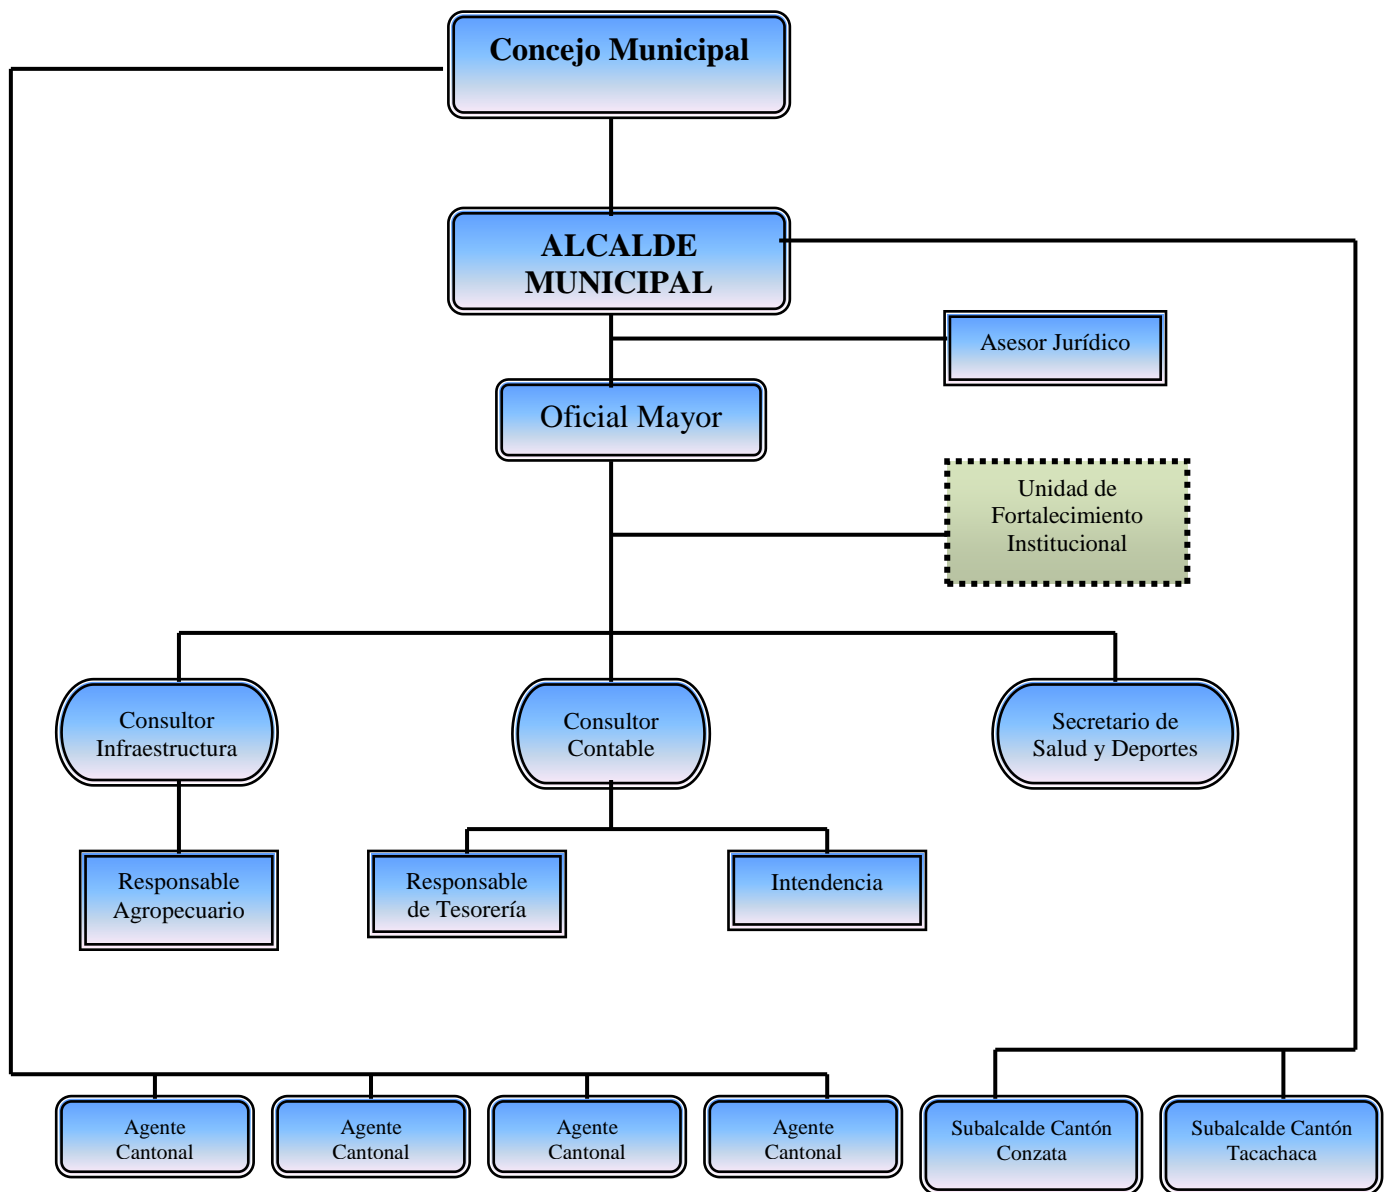 Concejo Municipal
ALCALDE
MUNICIPAL
Asesor Jurídico
Oficial Mayor
Unidad de
Fortalecimiento
Institucional
Consultor
Infraestructura
Consultor
Contable
Secretario de
Salud y Deportes
Responsable
Agropecuario
Responsable
de Tesorería
Intendencia
Agente
Cantonal
Agente
Cantonal
Agente
Cantonal
Agente
Cantonal
Subalcalde Cantón
Conzata
Subalcalde Cantón
Tacachaca